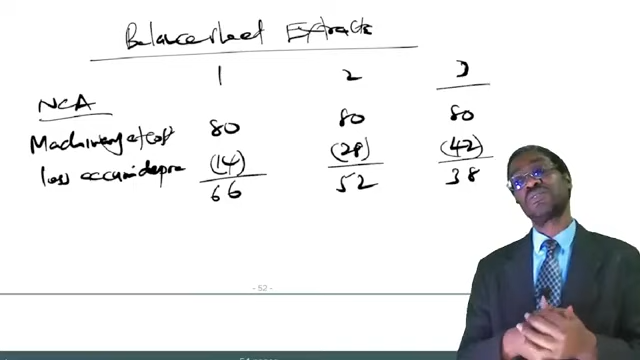 Balance sheet Extracts
1 2 3
NCA
Machinery at cost 80 80 80
less accum depre (14) (28) (42)
66 52 38
- 52 -